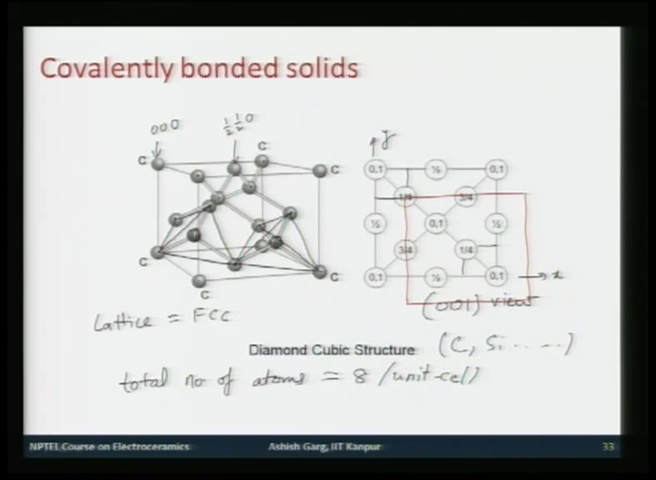 Covalently bonded solids
000
½ ½ 0
C
C
C
C
C
C
y
0,1 ½ 0,1
1/4 3/4
½ 0,1 ½
3/4 1/4
0,1 ½ 0,1
x
(001) view
Lattice = FCC
Diamond Cubic Structure (C, Si .....)
total no of atoms = 8 /unit-cell
NPTEL Course on Electroceramics Ashish Garg, IIT Kanpur 33